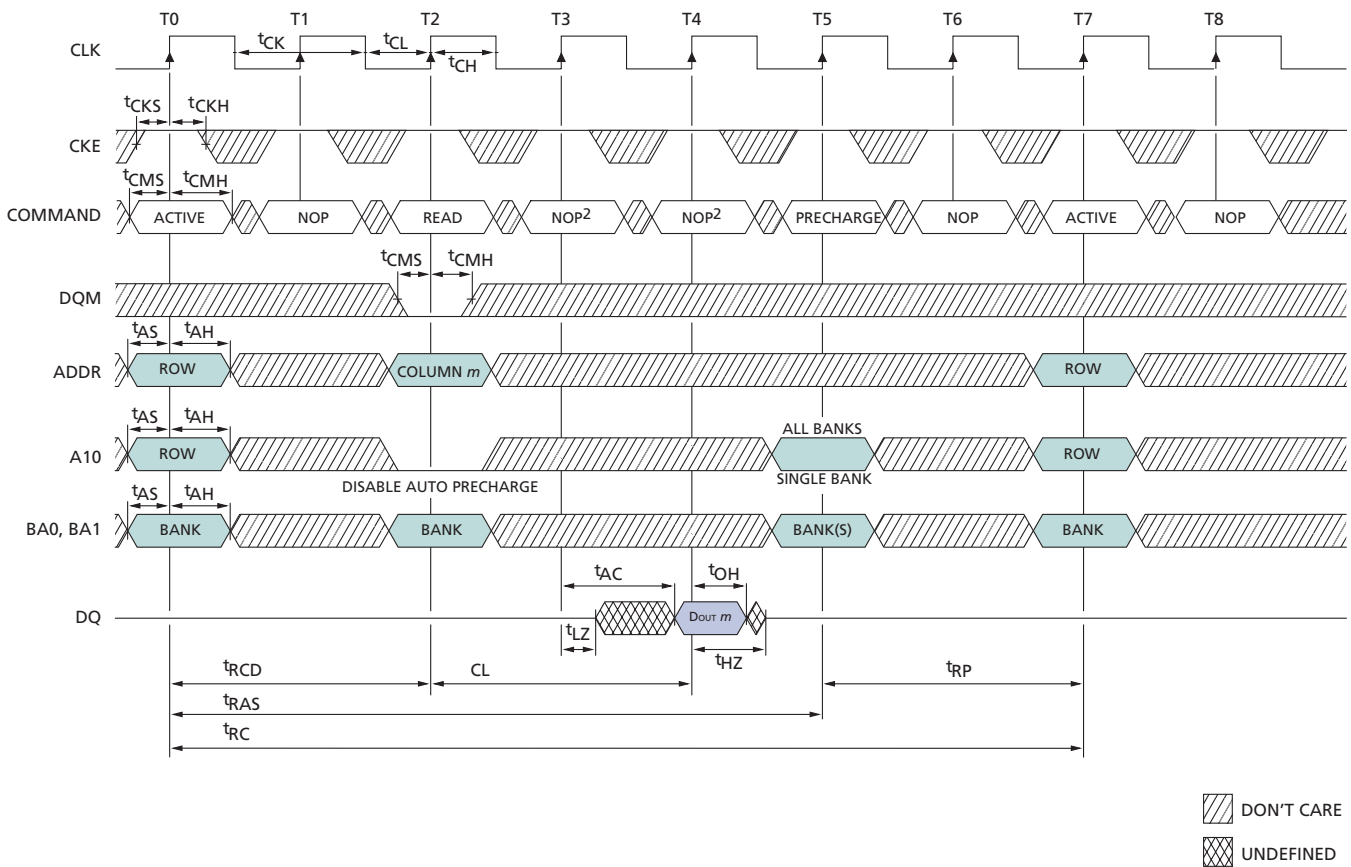 T0 T1 T2 T3 T4 T5 T6 T7 T8
CLK tCK tCL tCH
tCKS tCKH
CKE
tCMS tCMH
COMMAND ACTIVE NOP READ NOP2 NOP2 PRECHARGE NOP ACTIVE NOP
tCMS tCMH
DQM
tAS tAH
ADDR ROW COLUMN m ROW
tAS tAH ALL BANKS
A10 ROW ROW
DISABLE AUTO PRECHARGE SINGLE BANK
tAS tAH
BA0, BA1 BANK BANK BANK(S) BANK
tAC tOH
DQ DOUT m
tLZ tHZ
tRCD CL tRP
tRAS
tRC
DON'T CARE
UNDEFINED